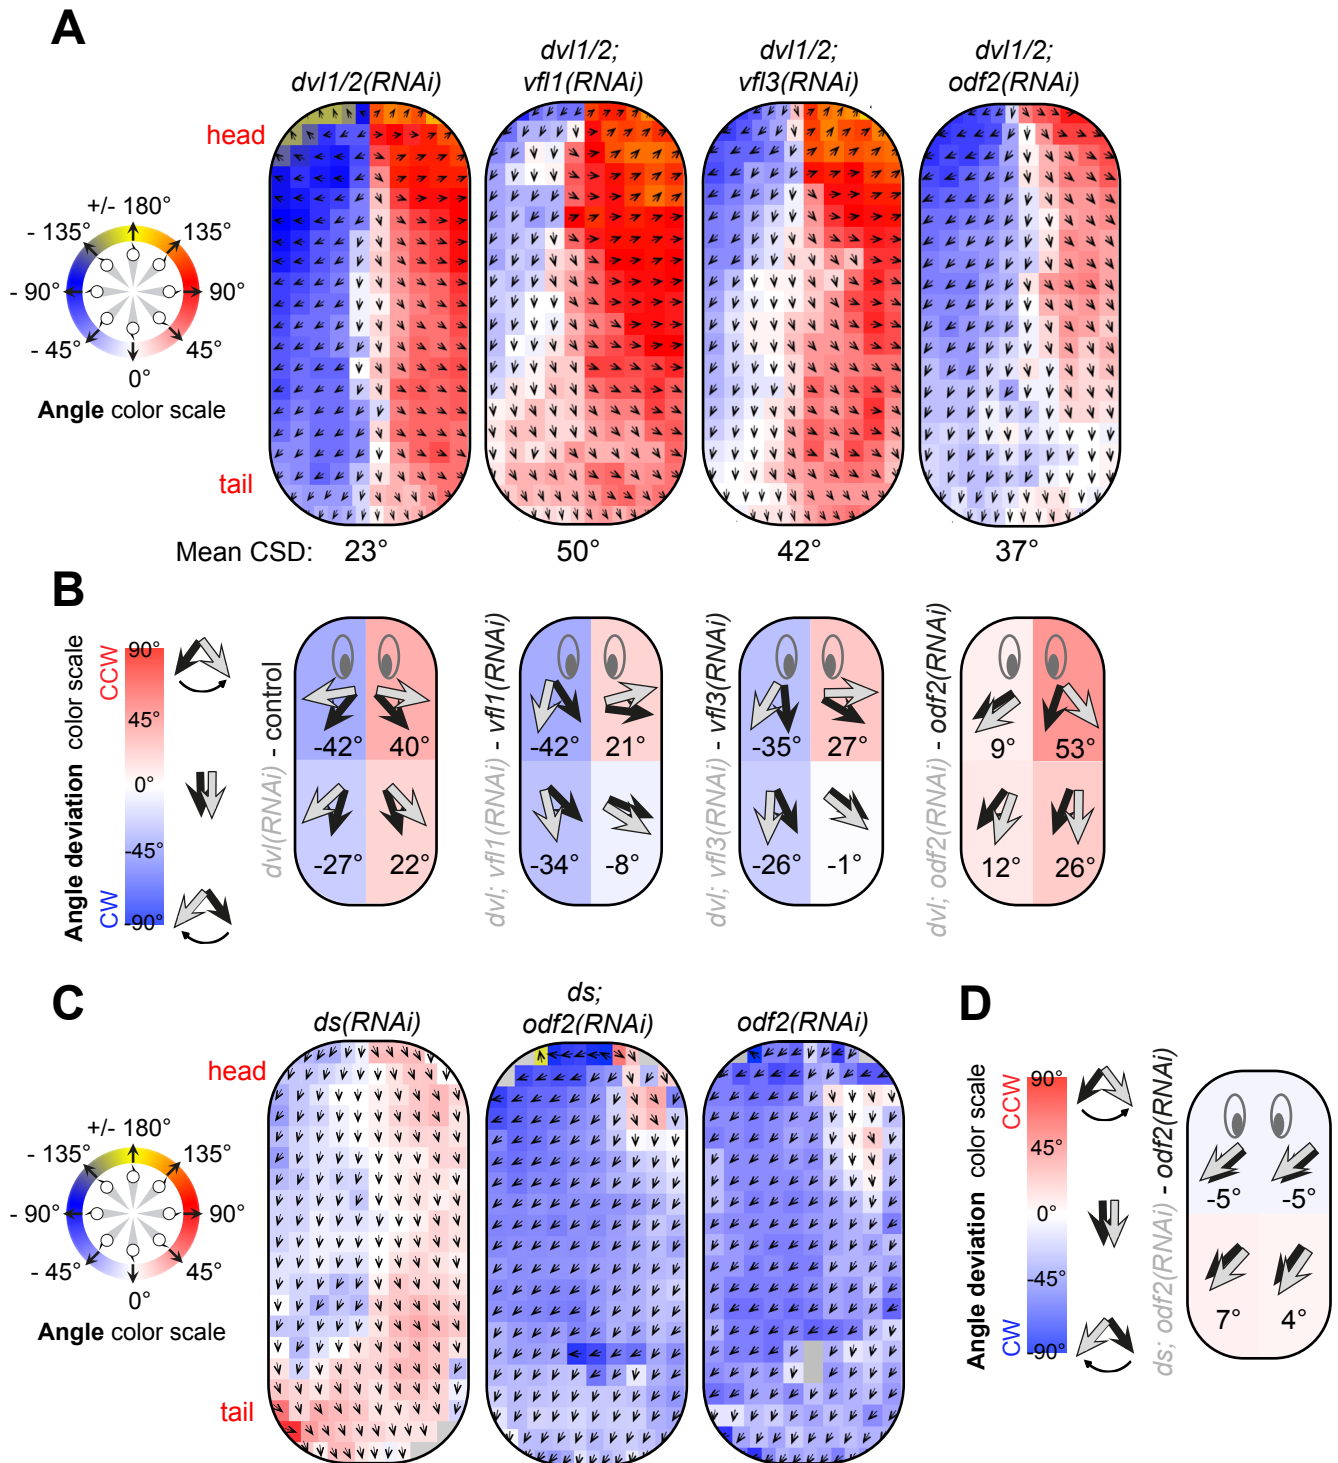 A
dvl1/2(RNAi)
dvl1/2;
vfl1(RNAi)
dvl1/2;
vfl3(RNAi)
dvl1/2;
odf2(RNAi)
head
+/- 180°
- 135°
135°
- 90°
90°
- 45°
45°
0°
Angle color scale
tail
Mean CSD: 23° 50° 42° 37°
B
Angle deviation color scale
CCW
CW
90°
45°
0°
-45°
-90°
dvl(RNAi) - control
-42° 40°
-27° 22°
dvl; vfl1(RNAi) - vfl1(RNAi)
-42° 21°
-34° -8°
dvl; vfl3(RNAi) - vfl3(RNAi)
-35° 27°
-26° -1°
dvl; odf2(RNAi) - odf2(RNAi)
9° 53°
12° 26°
C
ds(RNAi)
ds;
odf2(RNAi)
odf2(RNAi)
head
+/- 180°
- 135°
135°
- 90°
90°
- 45°
45°
0°
Angle color scale
tail
D
Angle deviation color scale
CCW
CW
90°
45°
0°
-45°
-90°
ds; odf2(RNAi) - odf2(RNAi)
-5° -5°
7° 4°